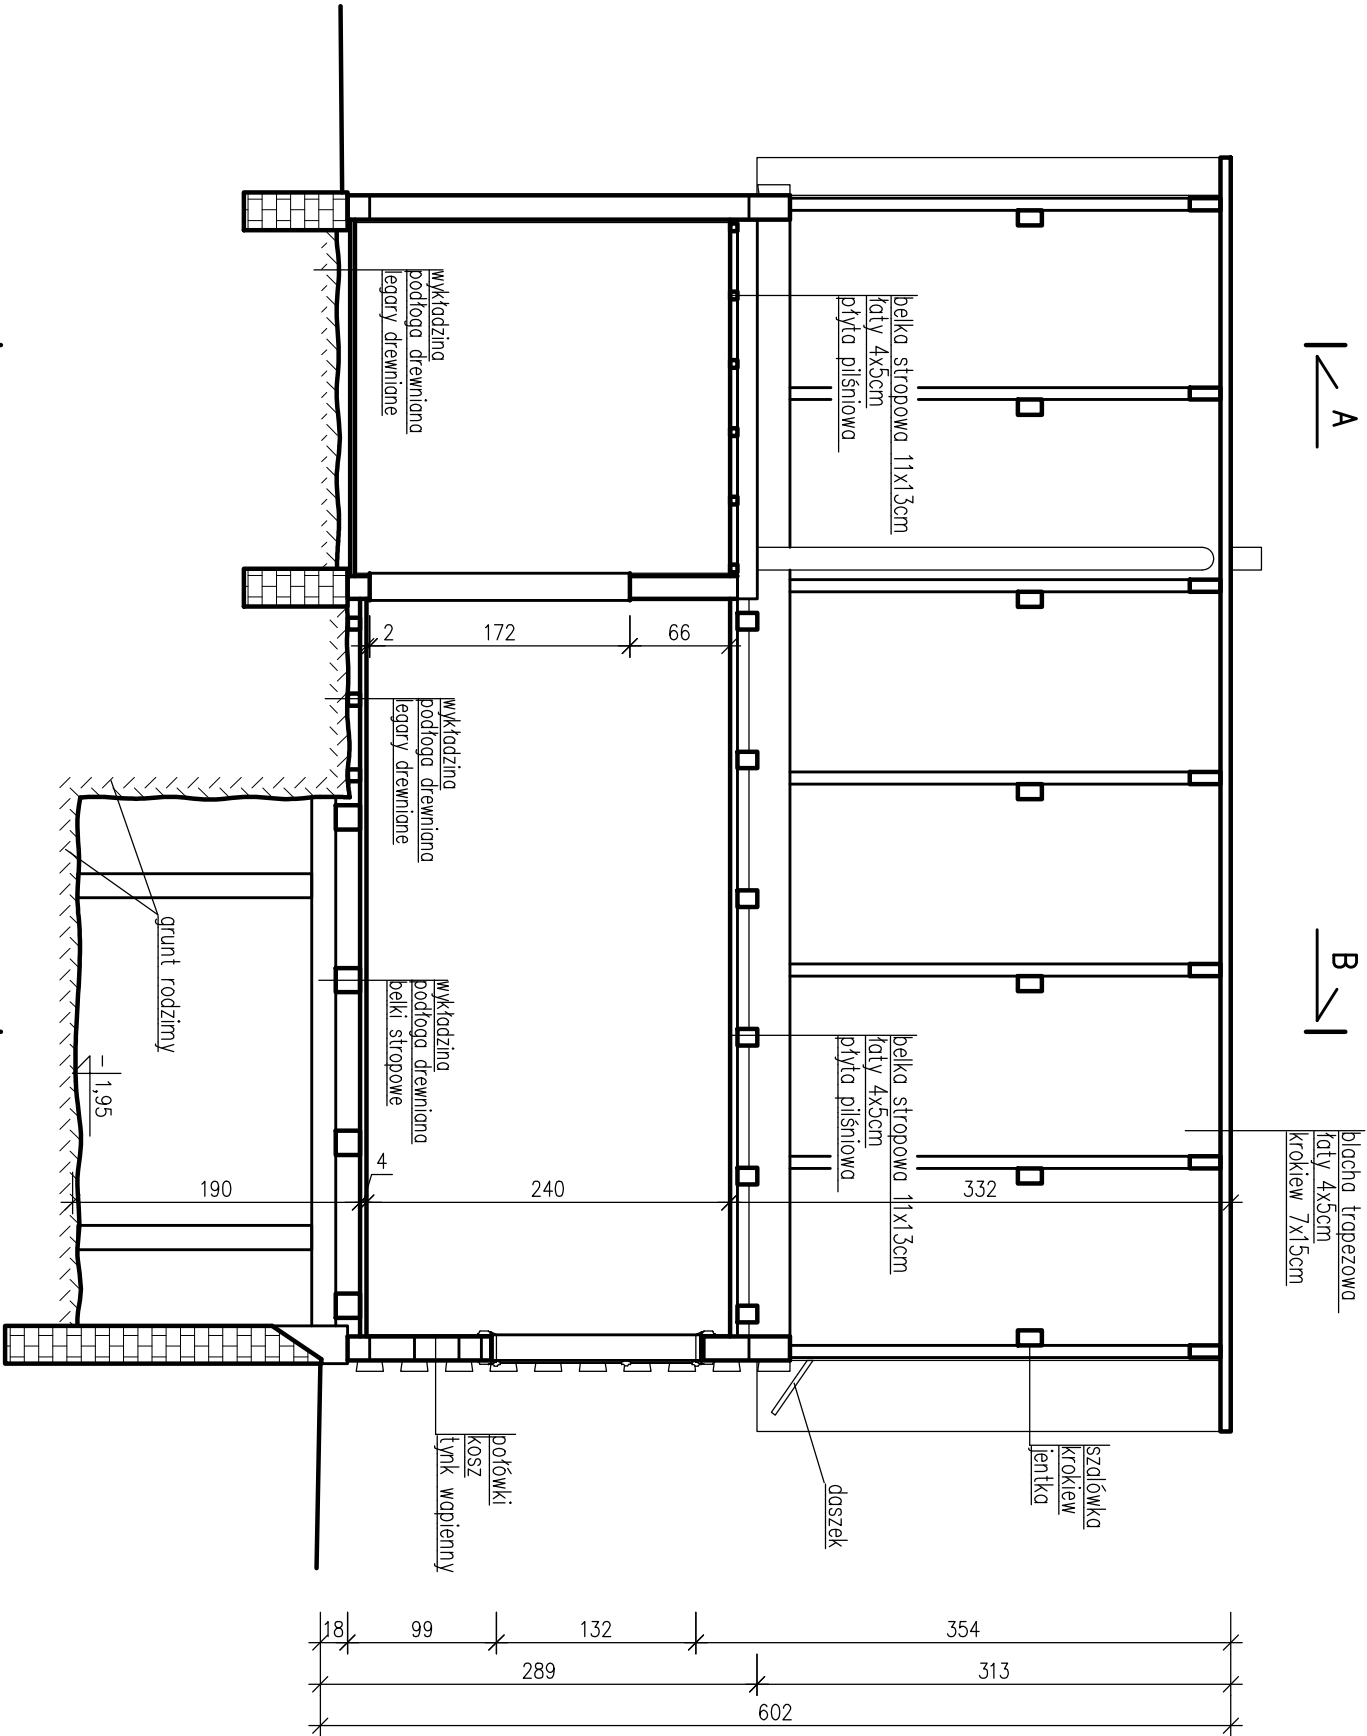 A
B
blacha trapezowa
łaty 4x5cm
krokiew 7x15cm
belka stropowa 11x13cm
łaty 4x5cm
płyta pilśniowa
belka stropowa 11x13cm
łaty 4x5cm
płyta pilśniowa
wykładzina
podłoga drewniana
legary drewniane
wykładzina
podłoga drewniana
legary drewniane
wykładzina
podłoga drewniana
belki stropowe
szalówka
krokiew
jentka
daszek
połówki
kosz
tynk wapienny
grunt rodzimy
- 1,95
2
172
66
4
190
240
332
18
99
132
354
289
313
602